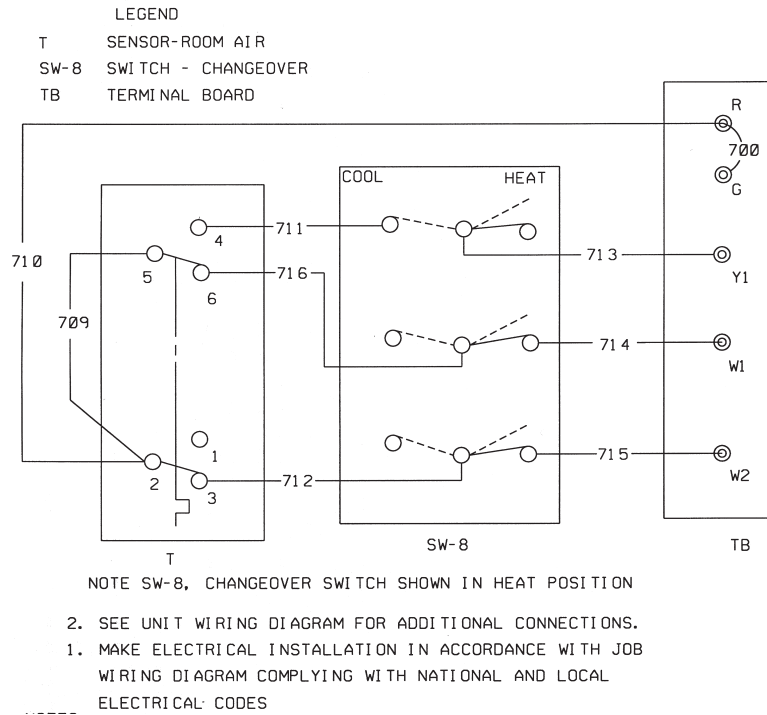 LEGEND
T SENSOR-ROOM AIR
SW-8 SWITCH - CHANGEOVER
TB TERMINAL BOARD
R
700
G
COOL HEAT
4
711
710
5
6
716
713
Y1
709
714
W1
1
2
3
712
715
W2
T
SW-8
TB
NOTE SW-8, CHANGEOVER SWITCH SHOWN IN HEAT POSITION
2. SEE UNIT WIRING DIAGRAM FOR ADDITIONAL CONNECTIONS.
1. MAKE ELECTRICAL INSTALLATION IN ACCORDANCE WITH JOB
WIRING DIAGRAM COMPLYING WITH NATIONAL AND LOCAL
ELECTRICAL CODES